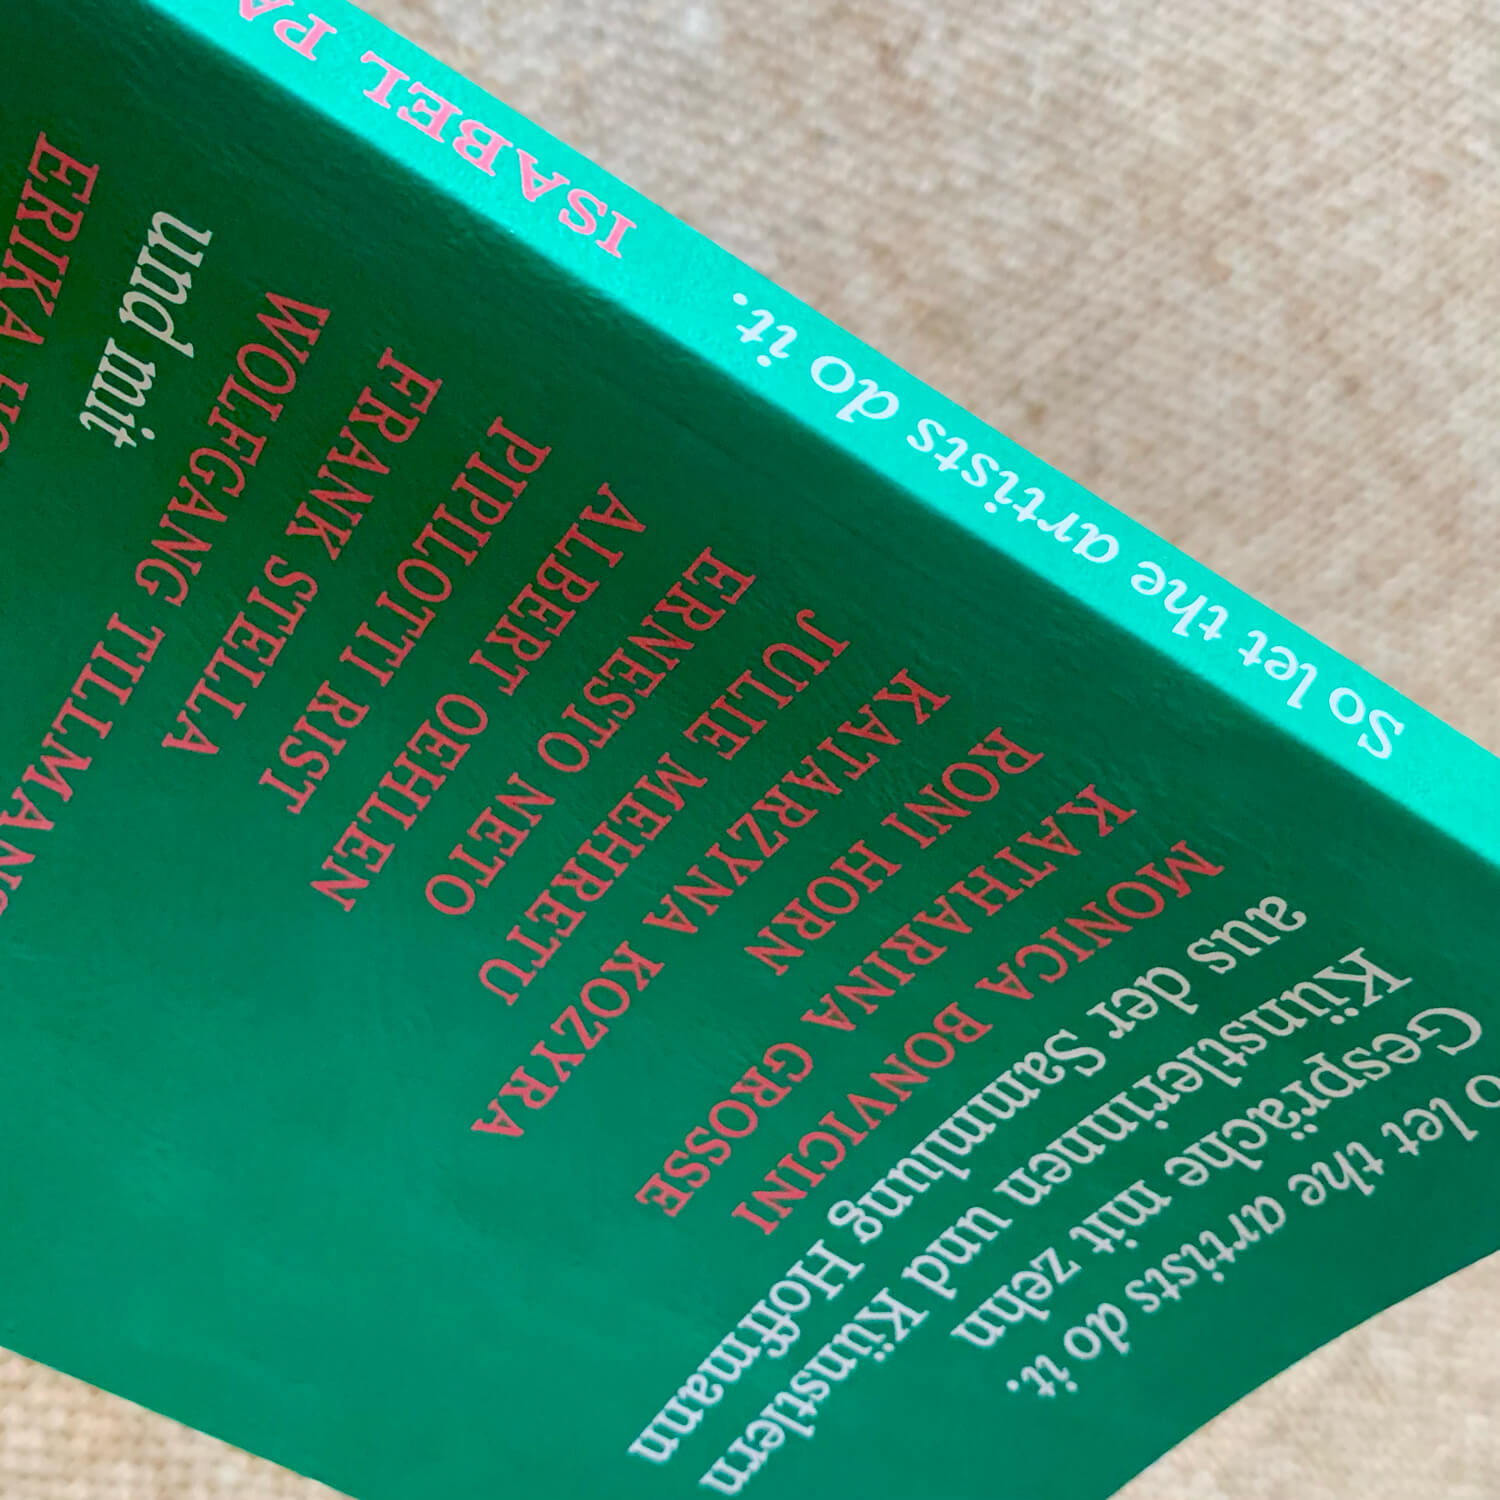 So let the artists do it.
ISABEL
let the artists do it.
Gespräche mit zehn
Künstlerinnen und Künstlern
aus der Sammlung Hoffmann
MONICA BONVICINI
KATHARINA GROSSE
RONI HORN
KATARZYNA KOZYRA
JULIE MEHRETU
ERNESTO NETO
ALBERT OEHLEN
PIPILOTTI RIST
FRANK STELLA
WOLFGANG TILLMANS
und mit
ERIKA